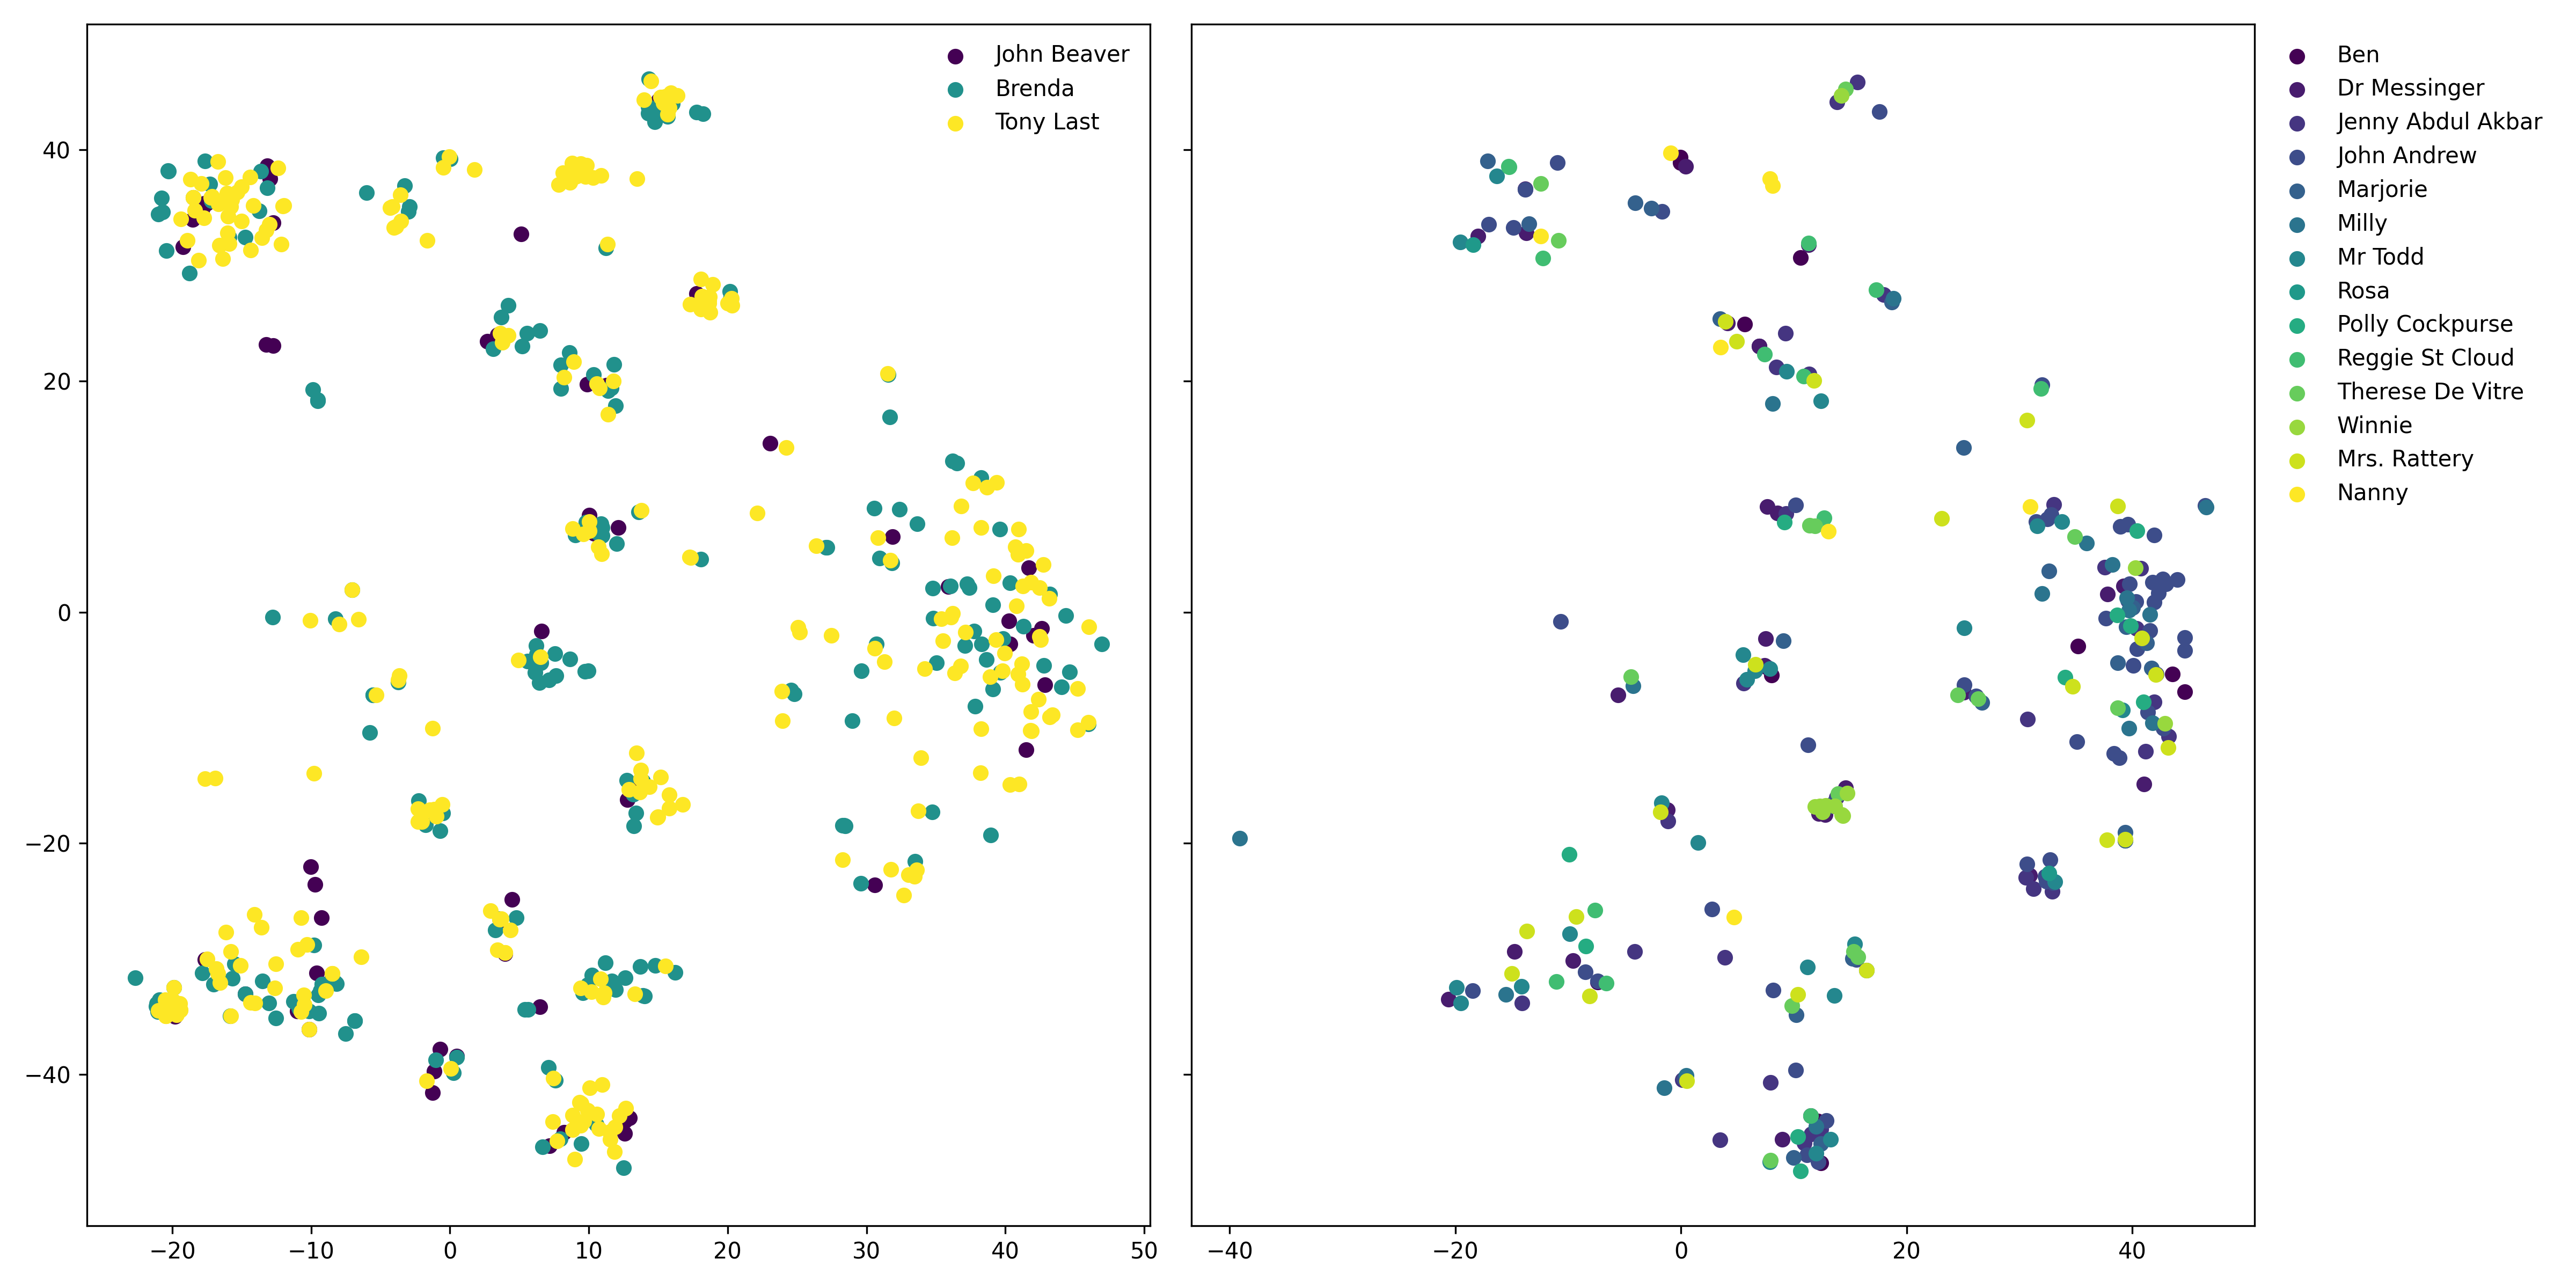 John Beaver
Brenda
Tony Last
Ben
Dr Messinger
Jenny Abdul Akbar
John Andrew
Marjorie
Milly
Mr Todd
Rosa
Polly Cockpurse
Reggie St Cloud
Therese De Vitre
Winnie
Mrs. Rattery
Nanny
40
20
0
−20
−40
−20 −10 0 10 20 30 40 50
−40 −20 0 20 40